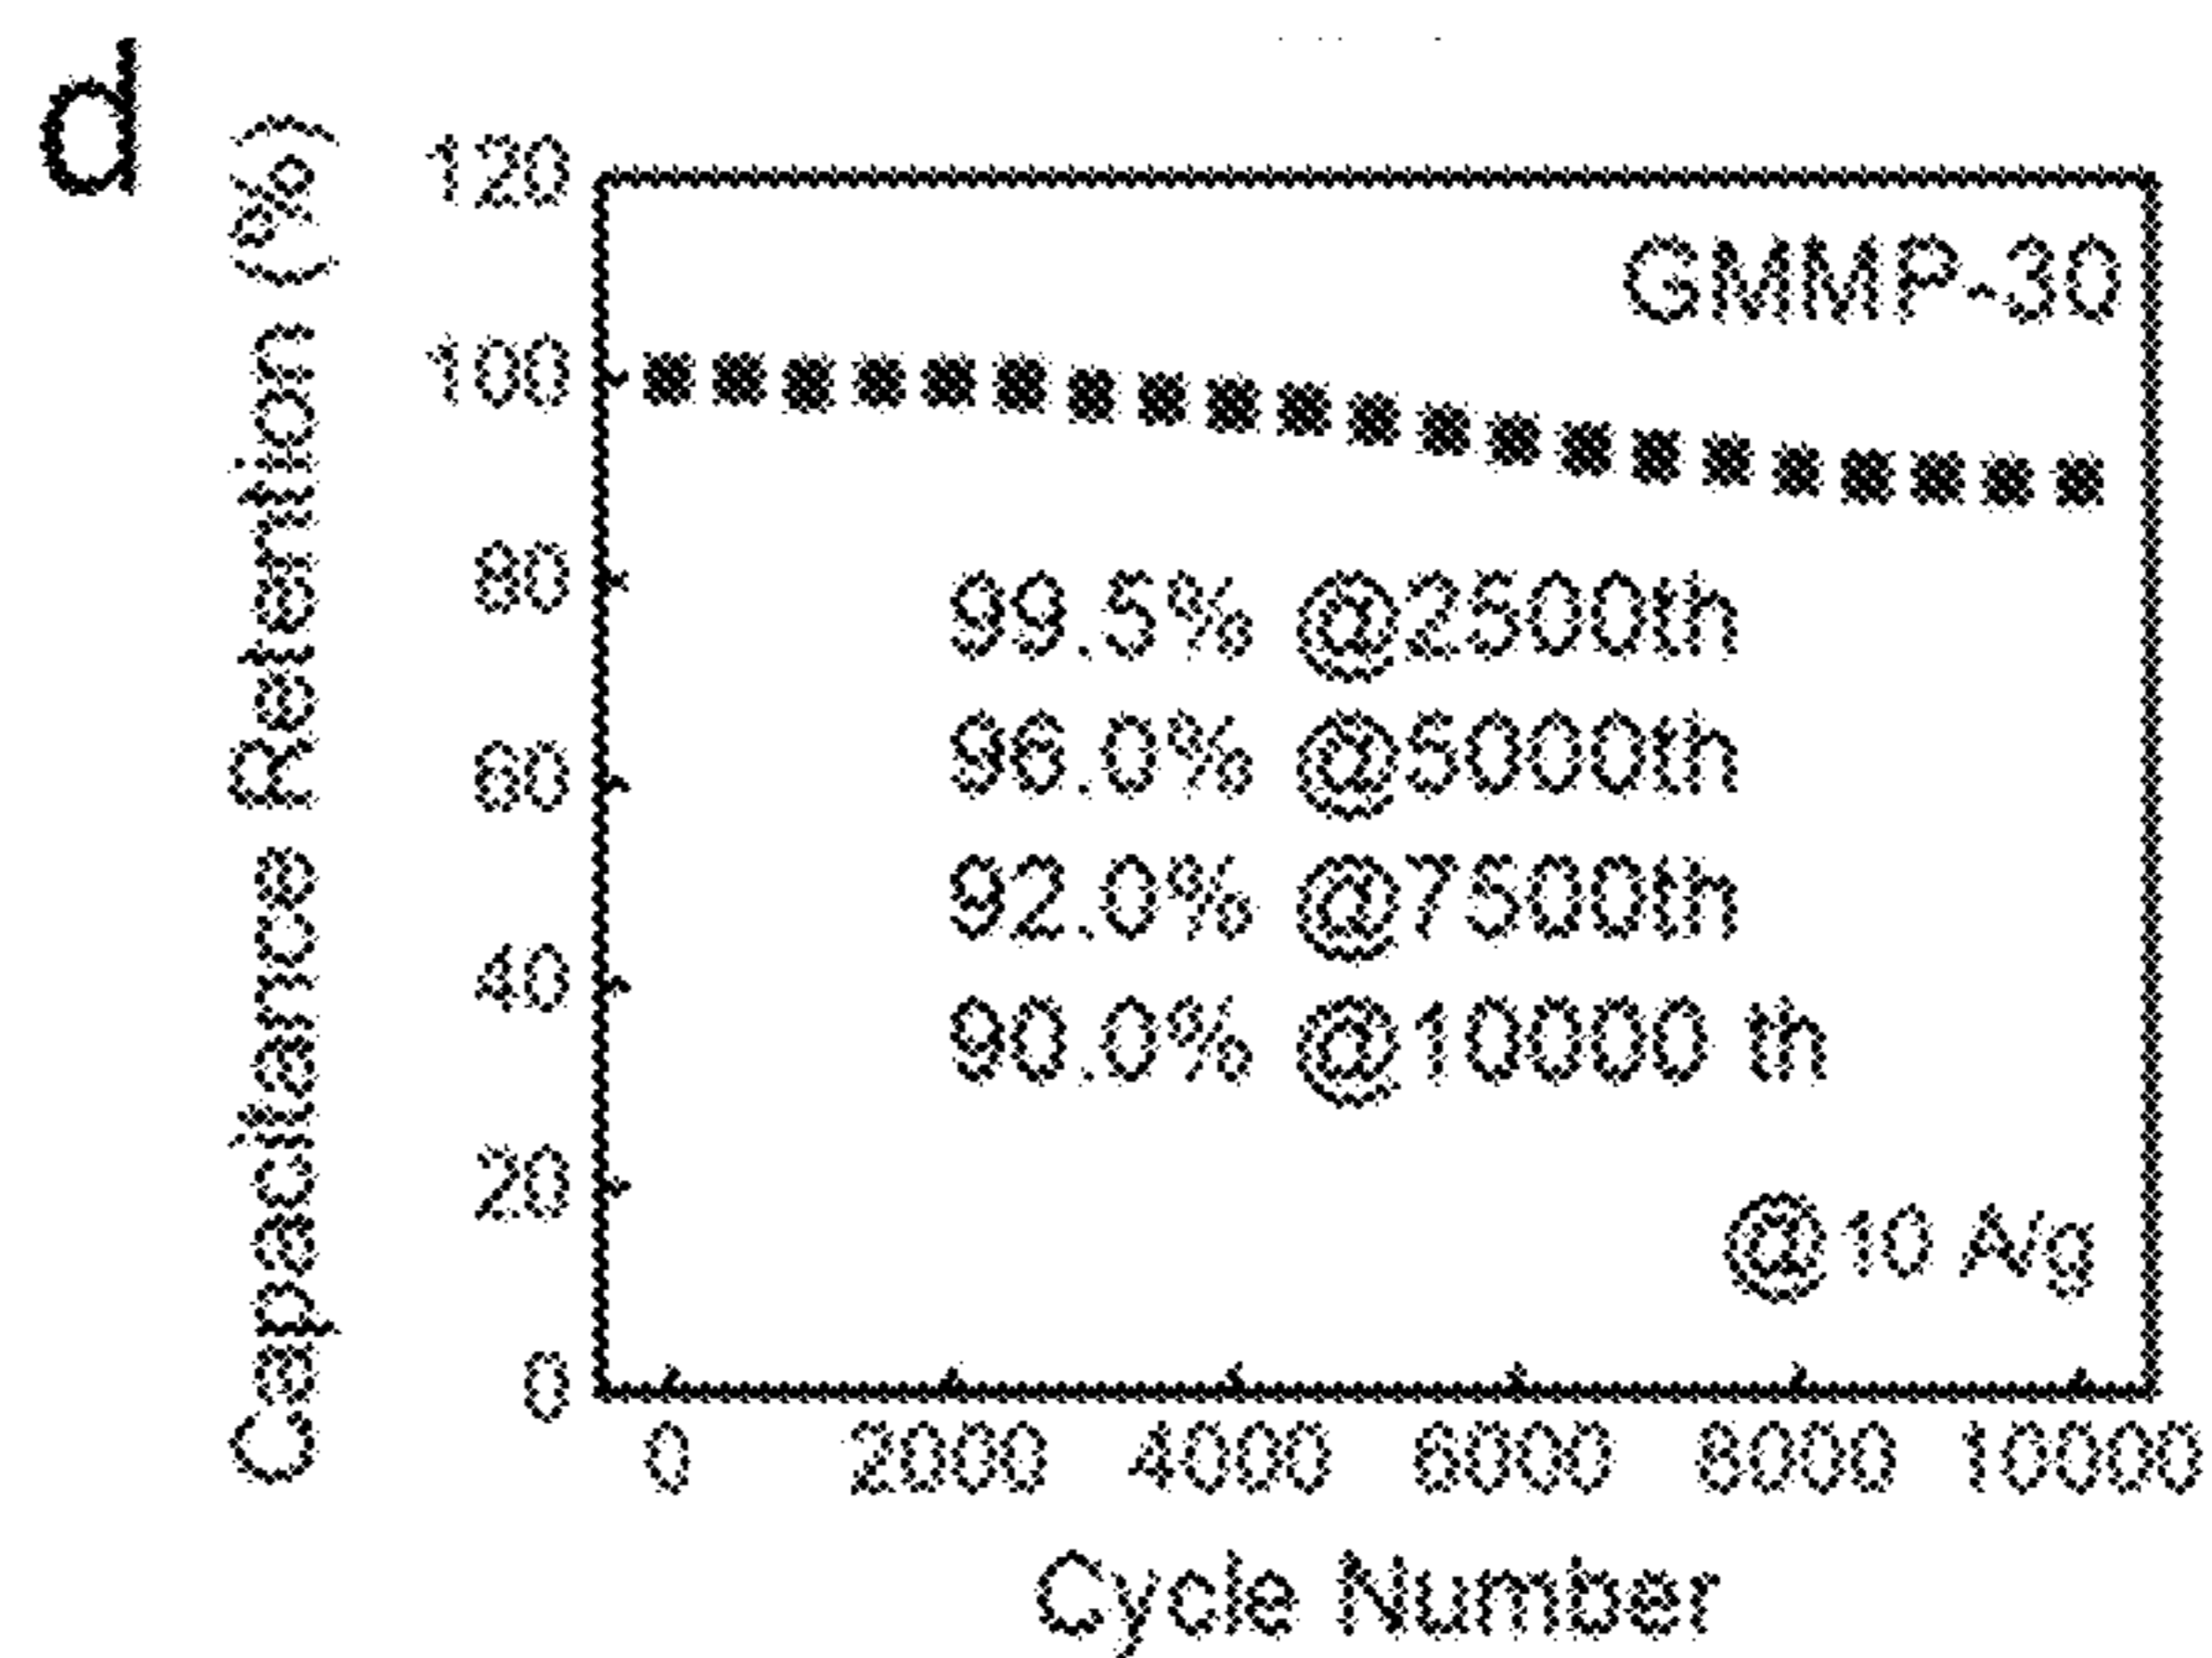 d
Capacitance Retention (%)
120
100
80
60
40
20
0
GMMP-30
99.5% @2500th
96.0% @5000th
92.0% @7500th
90.0% @10000 th
@10 A/g
0 2000 4000 6000 8000 10000
Cycle Number